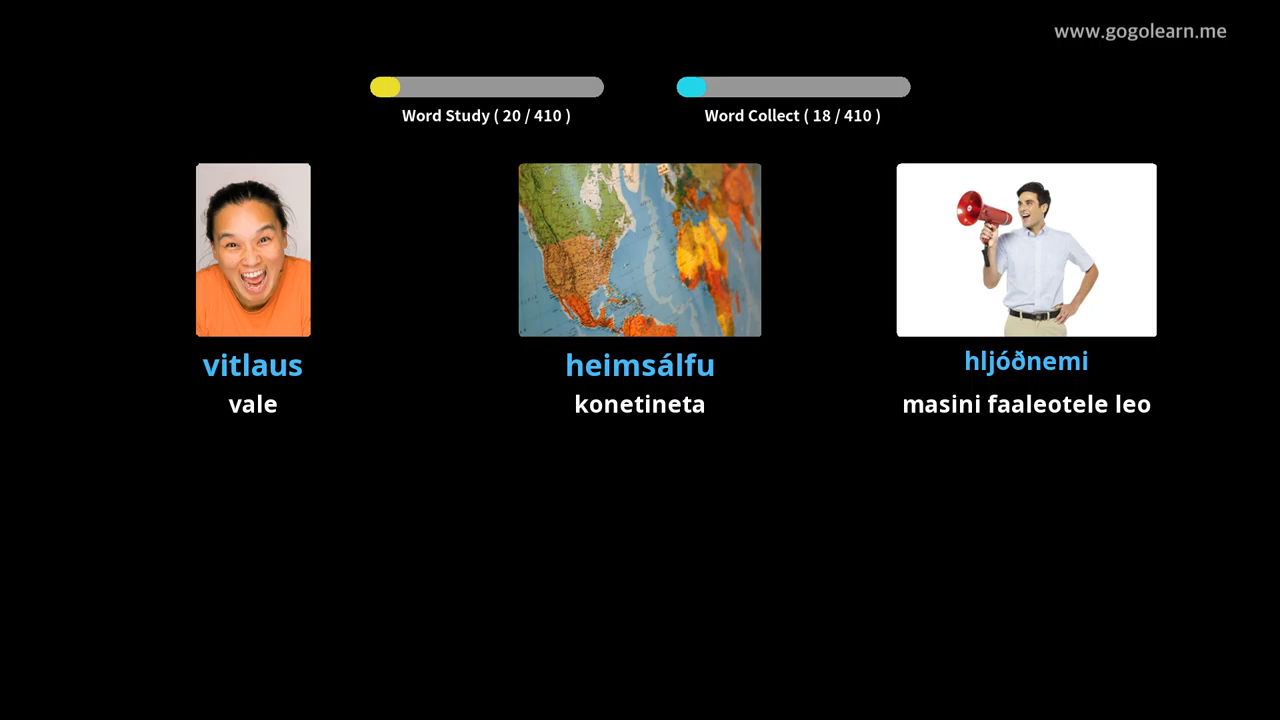 www.gogolearn.me
Word Study ( 20 / 410 )
Word Collect ( 18 / 410 )
vitlaus
heimsálfu
hljóðnemi
vale
konetineta
masini faaleotele leo